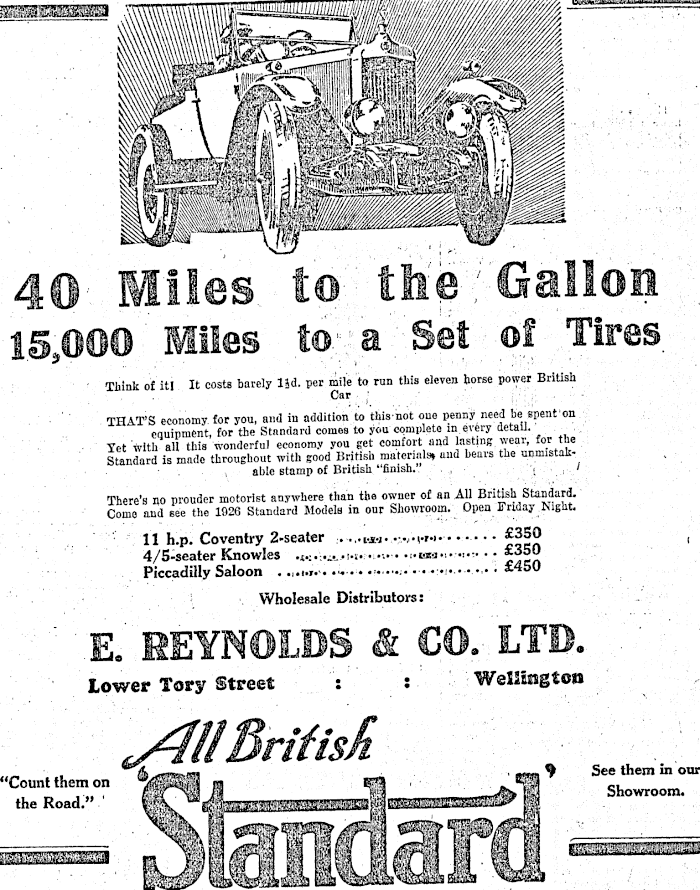 40 Miles to the Gallon
15,000 Miles to a Set of Tires
Think of it! It costs barely 1½d. per mile to run this eleven horse power British
Car
THAT'S economy for you, and in addition to this not one penny need be spent on
equipment, for the Standard comes to you complete in every detail.
Yet with all this wonderful economy you get comfort and lasting wear, for the
Standard is made throughout with good British materials, and bears the unmistak-
able stamp of British "finish."
There's no prouder motorist anywhere than the owner of an All British Standard.
Come and see the 1926 Standard Models in our Showroom. Open Friday Night.
11 h.p. Coventry 2-seater ................ £350
4/5-seater Knowles ................ £350
Piccadilly Saloon ................ £450
Wholesale Distributors:
E. REYNOLDS & CO. LTD.
Lower Tory Street : : Wellington
All British
'Standard'
"Count them on
the Road."
See them in our
Showroom.